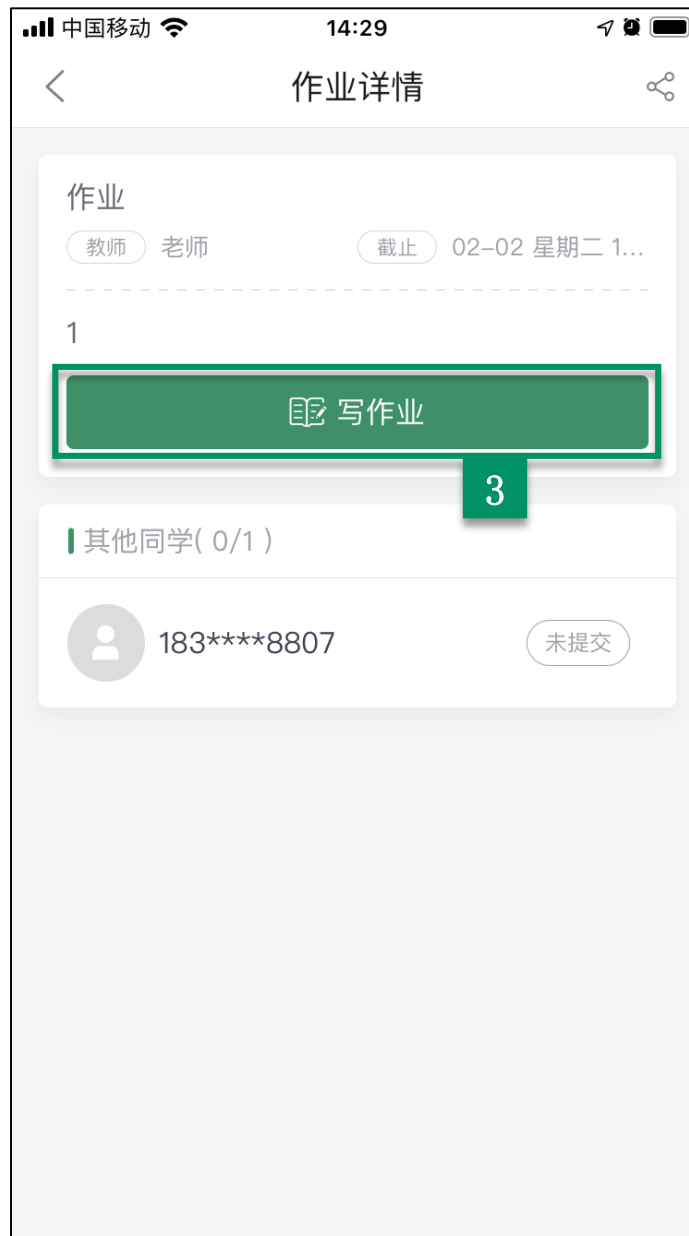 中国移动 14:29
作业详情
作业
教师 老师 截止 02-02 星期二 1...
1
写作业
3
其他同学( 0/1 )
183****8807 未提交